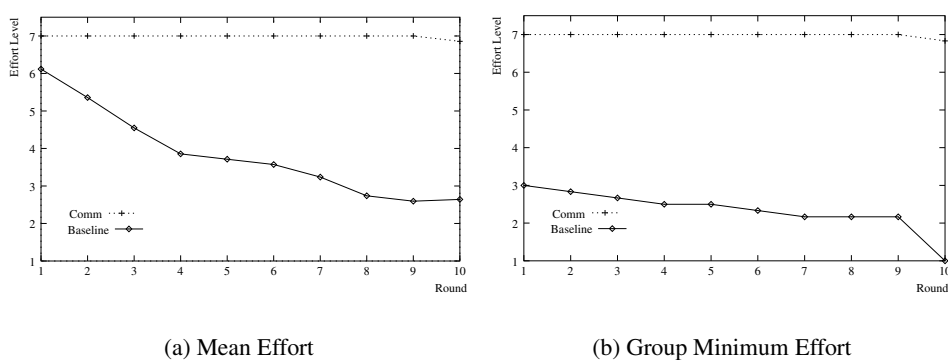 Effort Level
7
6
5
4
3
2
1
Comm
Baseline
1 2 3 4 5 6 7 8 9 10
Round
(a) Mean Effort
Effort Level
7
6
5
4
3
2
1
Comm
Baseline
1 2 3 4 5 6 7 8 9 10
Round
(b) Group Minimum Effort